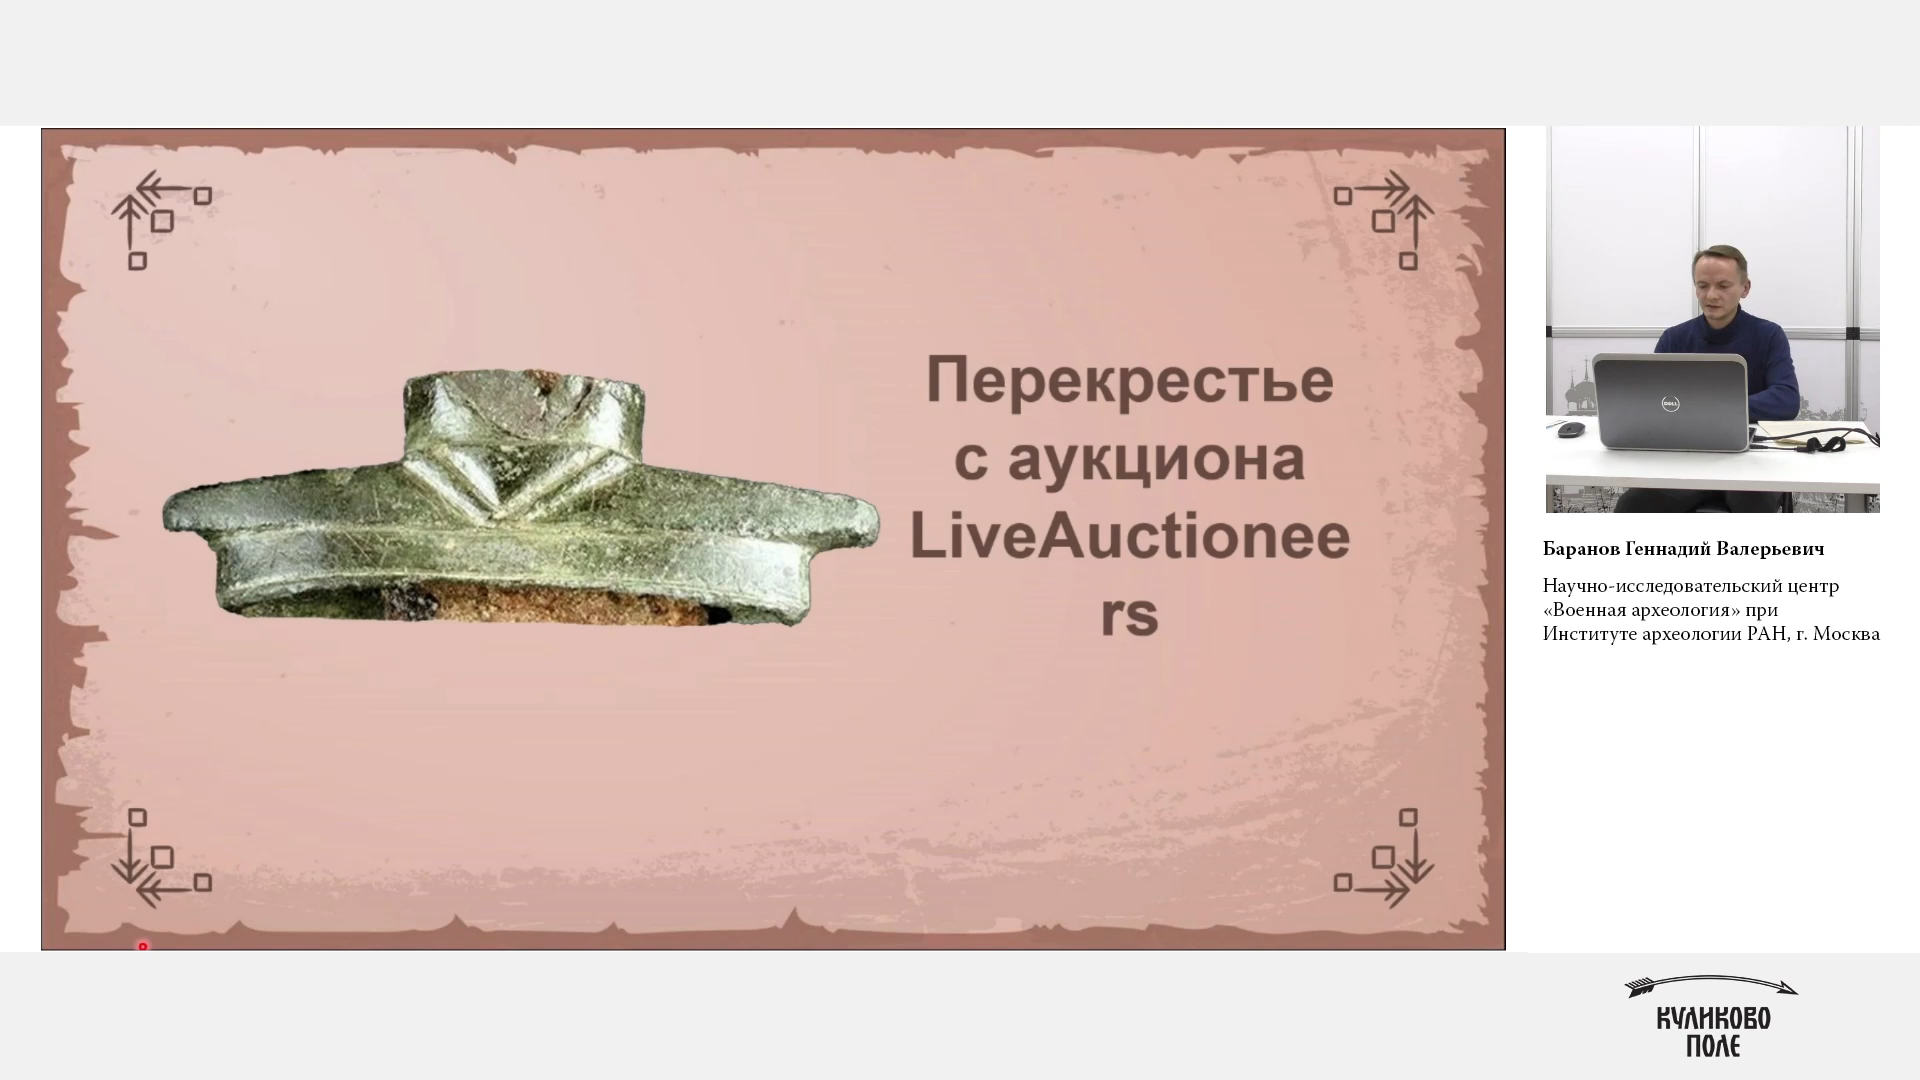 Перекрестье
с аукциона
LiveAuctionee
rs
DELL
Баранов Геннадий Валерьевич
Научно-исследовательский центр
«Военная археология» при
Институте археологии РАН, г. Москва
КУЛИКОВО
ПОЛЕ